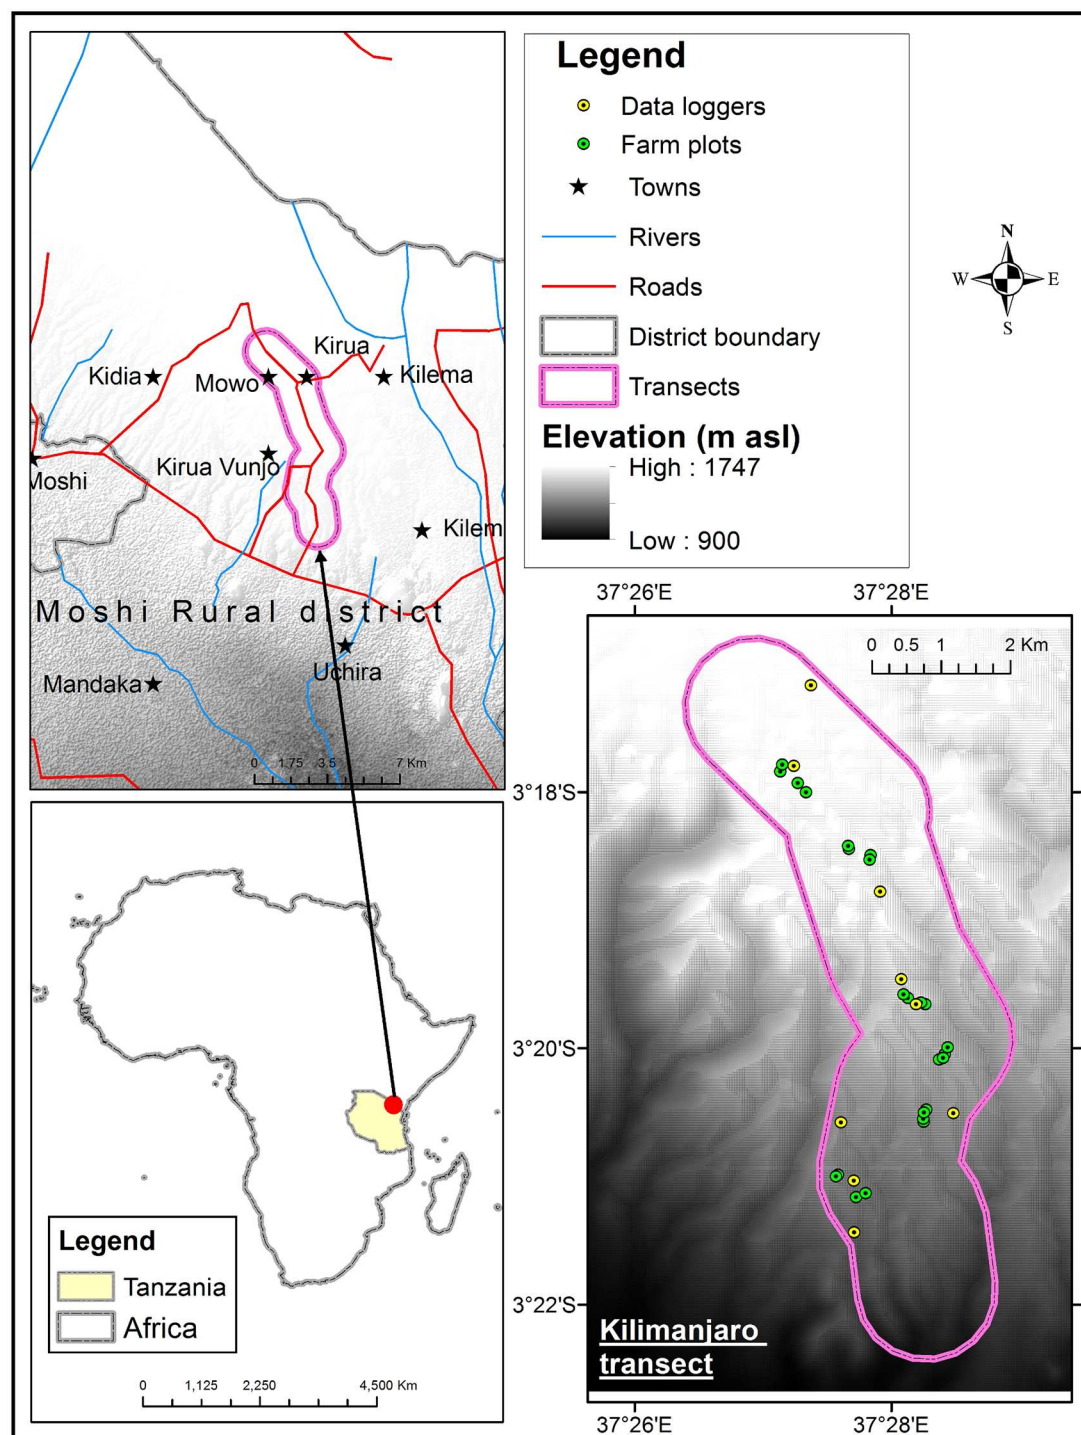 Legend
Data loggers
Farm plots
Towns
Rivers
Roads
District boundary
Transects
Elevation (m asl)
High : 1747
Low : 900
N
W E
S
Kirua
Kidia
Mowo
Kilema
Kirua Vunjo
Moshi
Kilem
Moshi Rural district
Uchira
Mandaka
0 1.75 3.5 7 Km
37°26'E 37°28'E
0 0.5 1 2 Km
3°18'S
3°20'S
3°22'S
Kilimanjaro
transect
37°26'E 37°28'E
Legend
Tanzania
Africa
0 1,125 2,250 4,500 Km